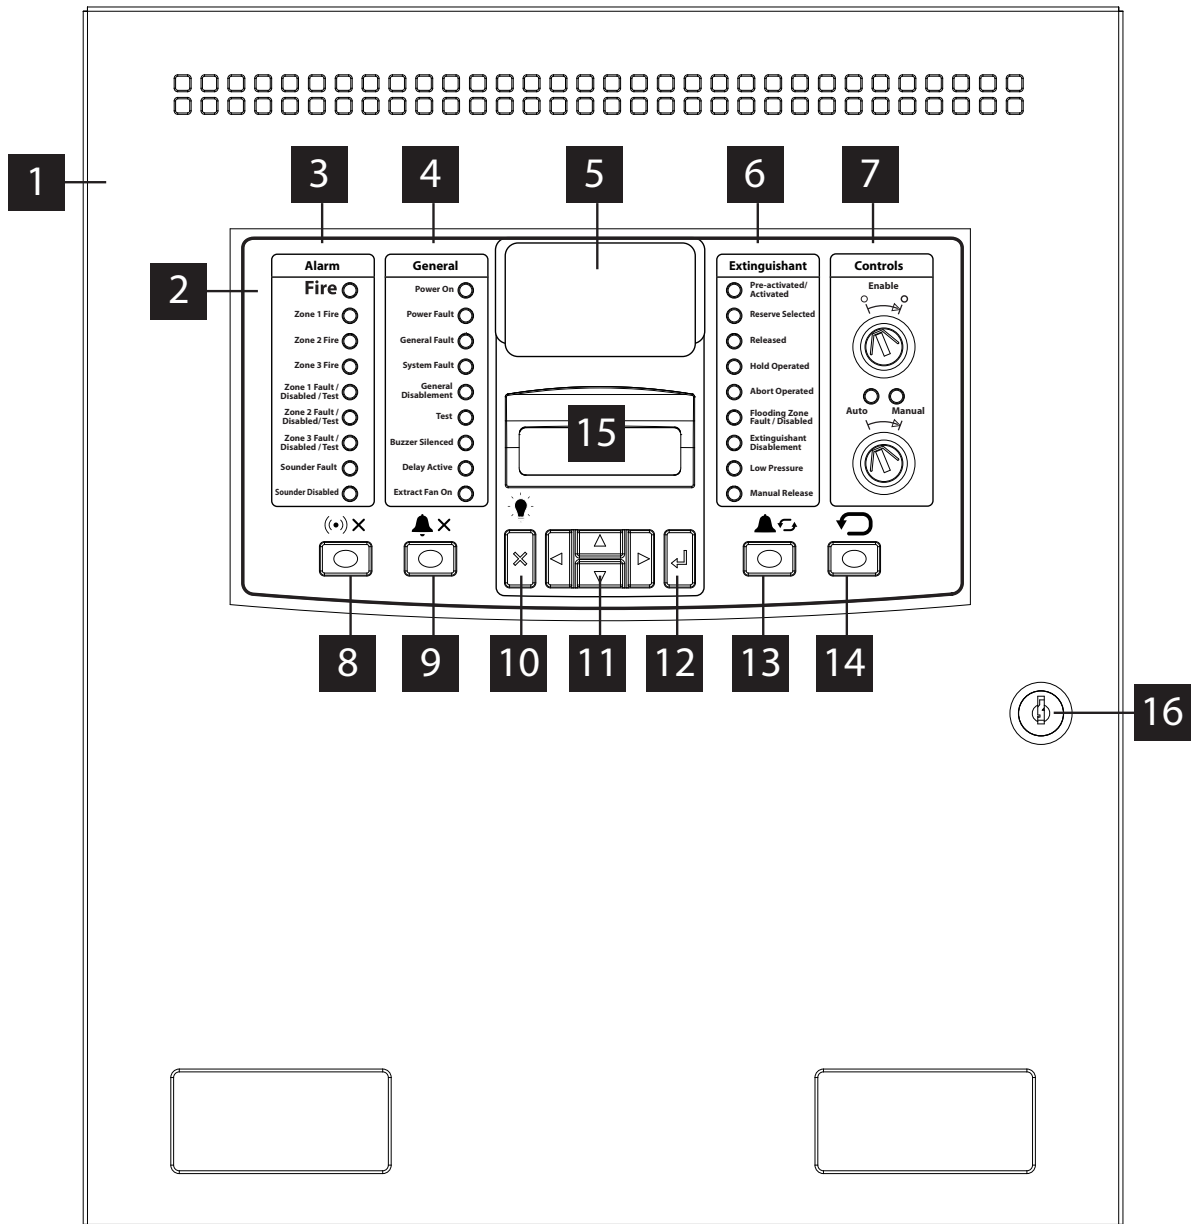 1
2
3
4
5
6
7
Alarm
Fire
Zone 1 Fire
Zone 2 Fire
Zone 3 Fire
Zone 1 Fault /
Disabled / Test
Zone 2 Fault /
Disabled/ Test
Zone 3 Fault /
Disabled / Test
Sounder Fault
Sounder Disabled
General
Power On
Power Fault
General Fault
System Fault
General
Disablement
Test
Buzzer Silenced
Delay Active
Extract Fan On
15
Extinguishant
Pre-activated/
Activated
Reserve Selected
Released
Hold Operated
Abort Operated
Flooding Zone
Fault / Disabled
Extinguishant
Disablement
Low Pressure
Manual Release
Controls
Enable
Auto
Manual
8
9
10
11
12
13
14
16